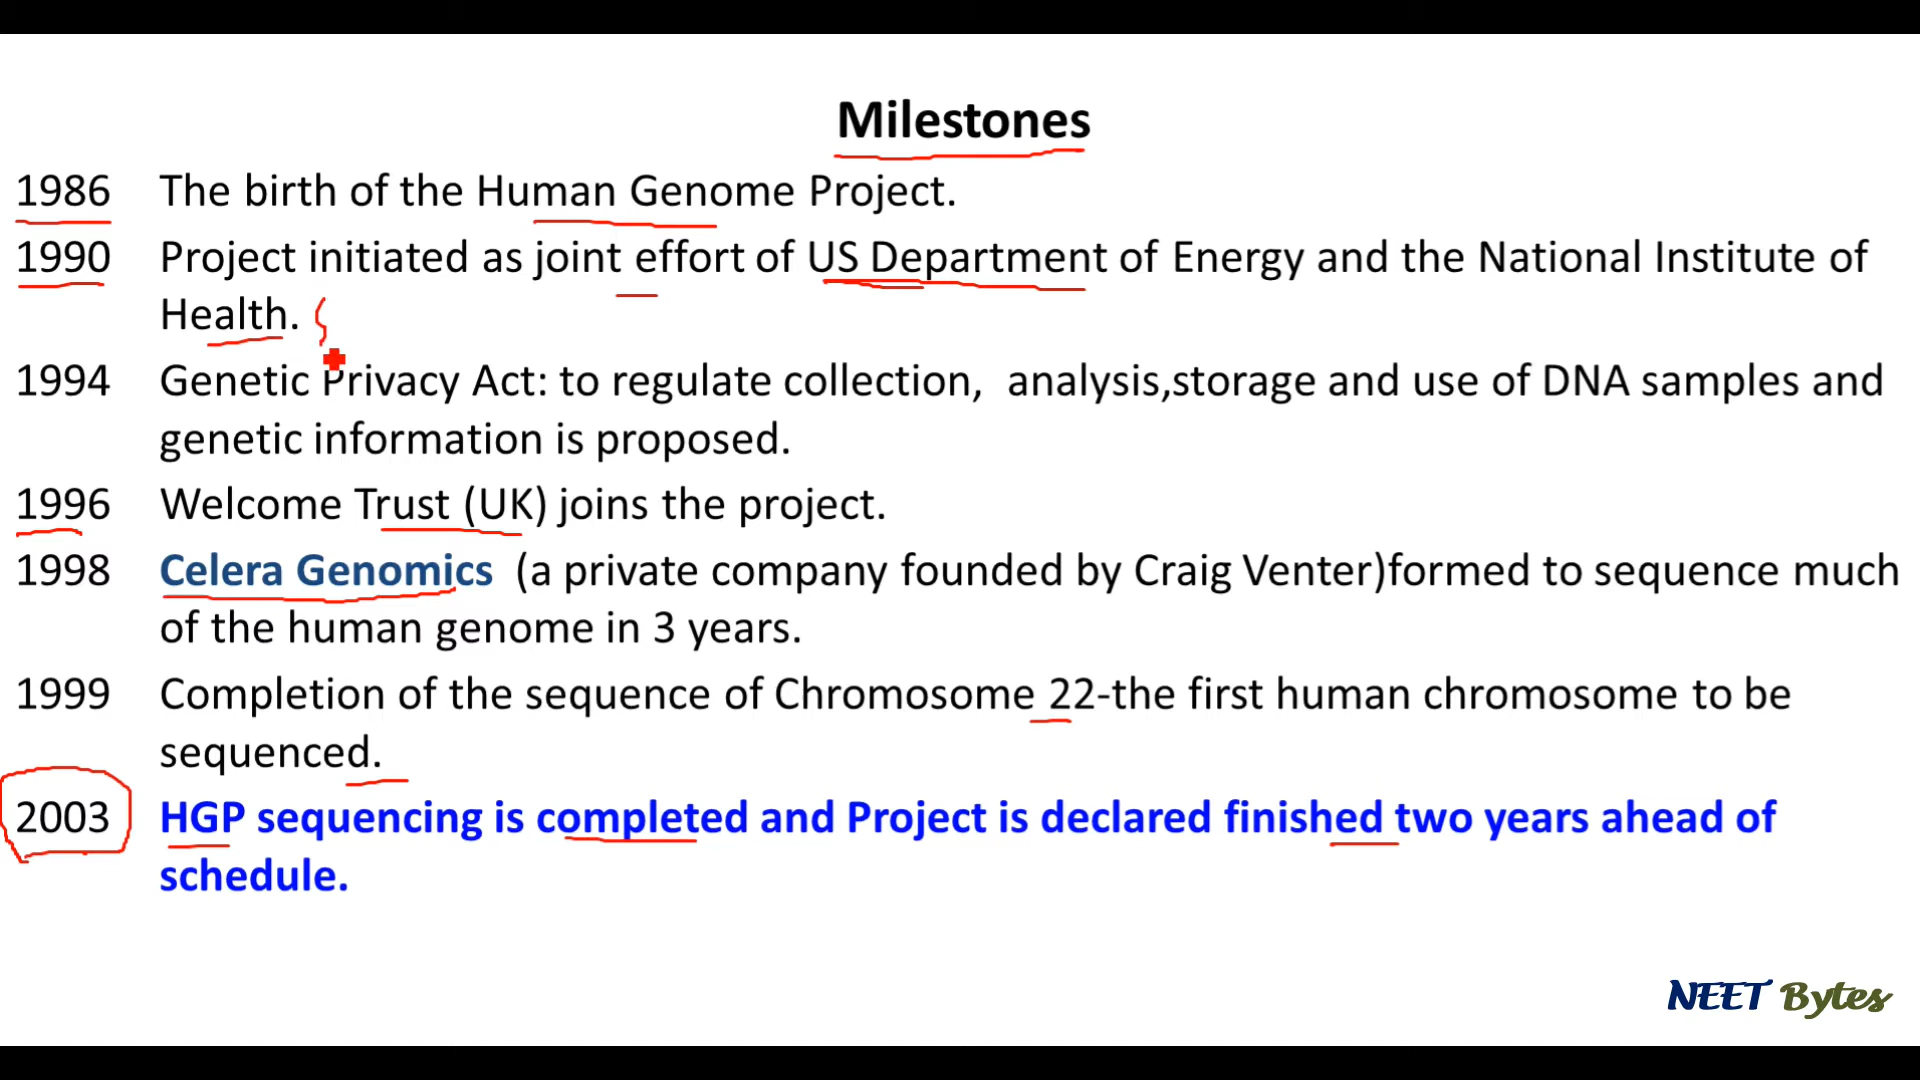 Milestones
1986 The birth of the Human Genome Project.
1990 Project initiated as joint effort of US Department of Energy and the National Institute of
Health.
1994 Genetic Privacy Act: to regulate collection, analysis,storage and use of DNA samples and
genetic information is proposed.
1996 Welcome Trust (UK) joins the project.
1998 Celera Genomics (a private company founded by Craig Venter)formed to sequence much
of the human genome in 3 years.
1999 Completion of the sequence of Chromosome 22-the first human chromosome to be
sequenced.
2003 HGP sequencing is completed and Project is declared finished two years ahead of
schedule.
NEET Bytes